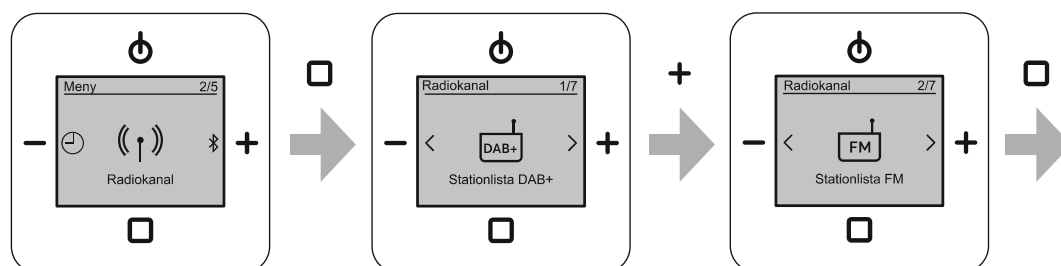 Meny 2/5
Radiokanal
Radiokanal 1/7
DAB+
Stationlista DAB+
Radiokanal 2/7
FM
Stationlista FM